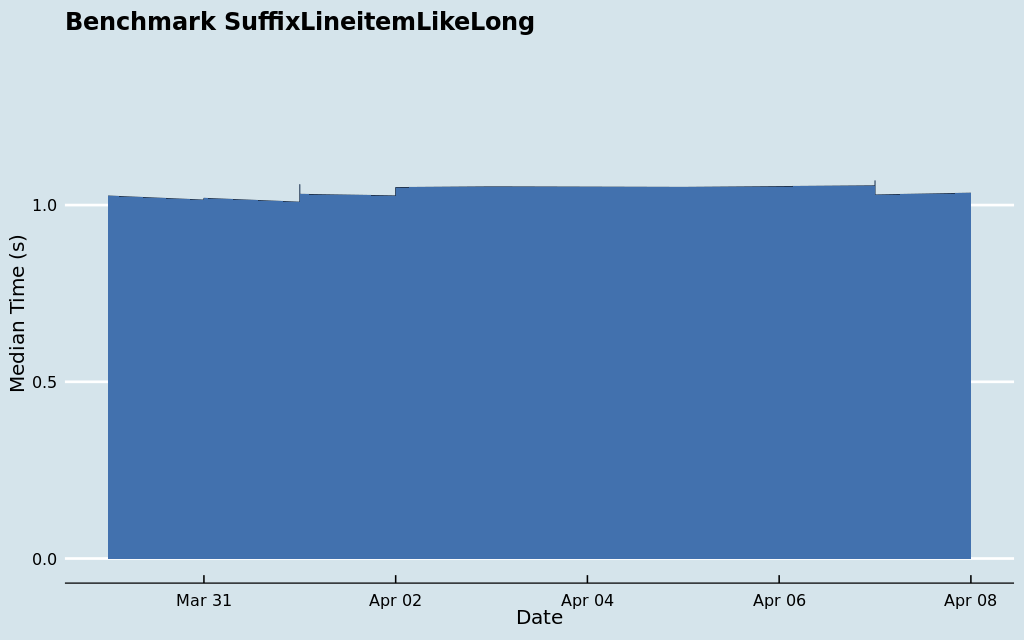 Benchmark SuffixLineitemLikeLong
Median Time (s)
1.0
0.5
0.0
Mar 31
Apr 02
Apr 04
Apr 06
Apr 08
Date